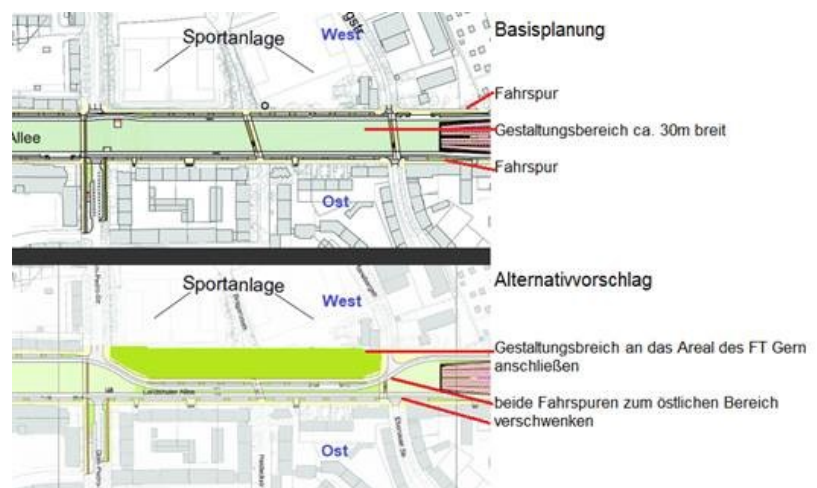 Sportanlage
West
Basisplanung
Fahrspur
Allee
Gestaltungsbereich ca. 30m breit
Fahrspur
Ost
Sportanlage
West
Alternativvorschlag
Gestaltungsbreich an das Areal des FT Gern
anschließen
Landshuter Allee
beide Fahrspuren zum östlichen Bereich
verschwenken
Ost